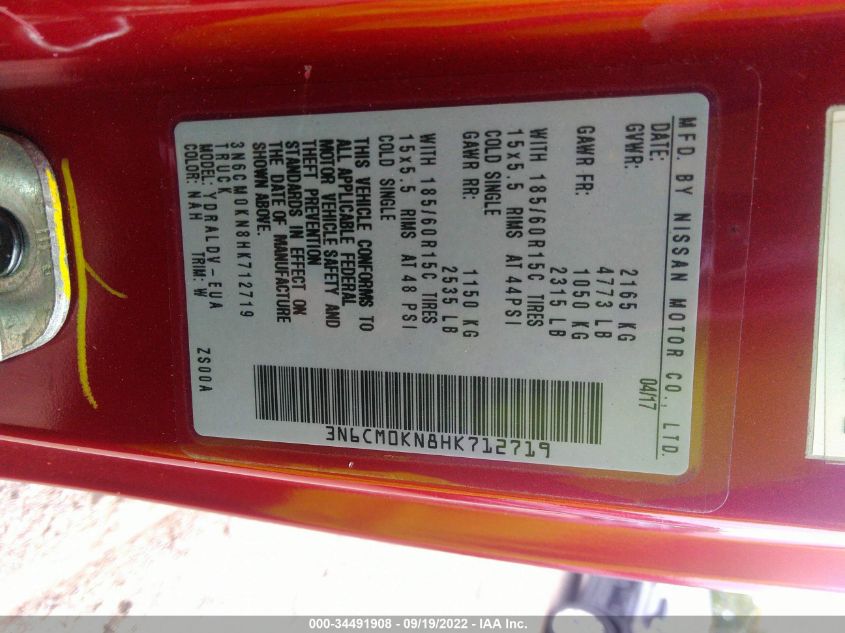 MFD. BY NISSAN MOTOR CO., LTD.
DATE: 04/17
GVWR: 2165 KG
4773 LB
GAWR FR: 1050 KG
2315 LB
WITH 185/60R15C TIRES
15x5.5 RIMS AT 44PSI
COLD SINGLE
GAWR RR: 1150 KG
2535 LB
WITH 185/60R15C TIRES
15x5.5 RIMS AT 48 PSI
COLD SINGLE
THIS VEHICLE CONFORMS TO
ALL APPLICABLE FEDERAL
MOTOR VEHICLE SAFETY AND
THEFT PREVENTION
STANDARDS IN EFFECT ON
THE DATE OF MANUFACTURE
SHOWN ABOVE.
3N6CM0KN8HK712719
TRUCK
MODEL: YDRALDV-EUA
COLOR: NAH TRIM: W ZS00A
3N6CM0KN8HK712719
000-34491908 - 09/19/2022 - IAA Inc.